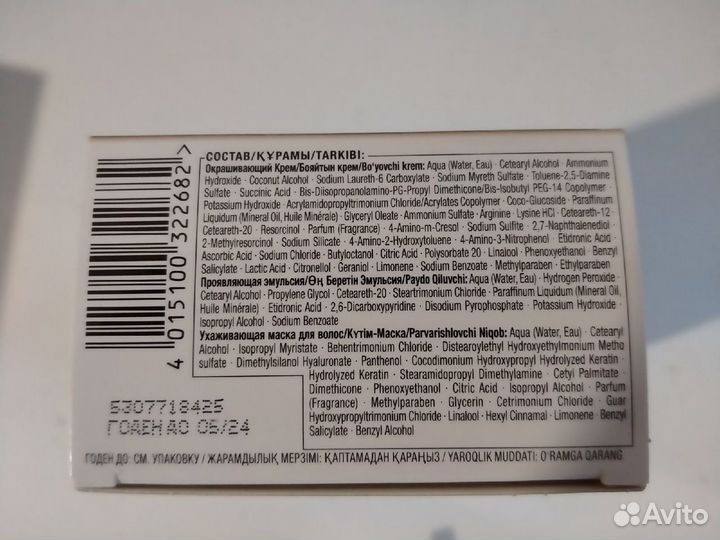 СОСТАВ/ҚҰРАМЫ/TARKIBI:
Окрашивающий Крем/Бояйтын крем/Bo'yovchi krem: Aqua (Water, Eau) · Cetearyl Alcohol · Ammonium
Hydroxide · Coconut Alcohol · Sodium Laureth-6 Carboxylate · Sodium Myreth Sulfate · Toluene-2,5-Diamine
Sulfate · Succinic Acid · Bis-Diisopropanolamino-PG-Propyl Dimethicone/Bis-Isobutyl PEG-14 Copolymer ·
Potassium Hydroxide · Acrylamidopropyltrimonium Chloride/Acrylates Copolymer · Coco-Glucoside · Paraffinum
Liquidum (Mineral Oil, Huile Minérale) · Glyceryl Oleate · Ammonium Sulfate · Arginine · Lysine HCl · Ceteareth-12 ·
Ceteareth-20 · Resorcinol · Parfum (Fragrance) · 4-Amino-m-Cresol · Sodium Sulfite · 2,7-Naphthalenediol ·
2-Methylresorcinol · Sodium Silicate · 4-Amino-2-Hydroxytoluene · 4-Amino-3-Nitrophenol · Etidronic Acid ·
Ascorbic Acid · Sodium Chloride · Butyloctanol · Citric Acid · Polysorbate 20 · Linalool · Phenoxyethanol · Benzyl
Salicylate · Lactic Acid · Citronellol · Geraniol · Limonene · Sodium Benzoate · Methylparaben · Ethylparaben
Проявляющая эмульсия/Өң Беретін Эмульсия/Paydo Qiluvchi: Aqua (Water, Eau) · Hydrogen Peroxide ·
Cetearyl Alcohol · Propylene Glycol · Ceteareth-20 · Steartrimonium Chloride · Paraffinum Liquidum (Mineral Oil,
Huile Minérale) · Etidronic Acid · 2,6-Dicarboxypyridine · Disodium Pyrophosphate · Potassium Hydroxide ·
Isopropyl Alcohol · Sodium Benzoate
Ухаживающая маска для волос/Күтім-Маска/Parvarishlovchi Niqob: Aqua (Water, Eau) · Cetearyl
Alcohol · Isopropyl Myristate · Behentrimonium Chloride · Distearoylethyl Hydroxyethylmonium Metho
sulfate · Dimethylsilanol Hyaluronate · Panthenol · Cocodimonium Hydroxypropyl Hydrolyzed Keratin ·
Hydrolyzed Keratin · Stearamidopropyl Dimethylamine · Cetyl Palmitate ·
Dimethicone · Phenoxyethanol · Citric Acid · Isopropyl Alcohol · Parfum
(Fragrance) · Methylparaben · Glycerin · Cetrimonium Chloride · Guar
Hydroxypropyltrimonium Chloride · Linalool · Hexyl Cinnamal · Limonene · Benzyl
Salicylate · Benzyl Alcohol
4 015100 322682 >
5307718425
ГОДЕН ДО 06/24
ГОДЕН ДО: СМ. УПАКОВКУ / ЖАРАМДЫЛЫҚ МЕРЗІМІ: ҚАПТАМАДАН ҚАРАҢЫЗ / YAROQLIK MUDDATI: O'RAMGA QARANG
Avito